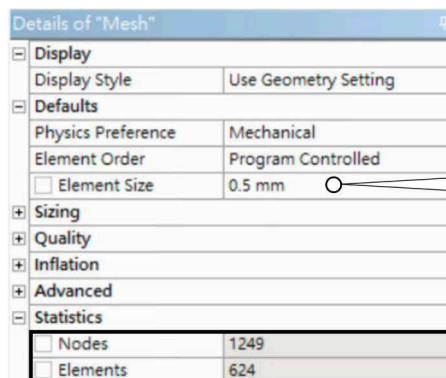 Details of "Mesh"
Display
Display Style Use Geometry Setting
Defaults
Physics Preference Mechanical
Element Order Program Controlled
Element Size 0.5 mm
Sizing
Quality
Inflation
Advanced
Statistics
Nodes 1249
Elements 624